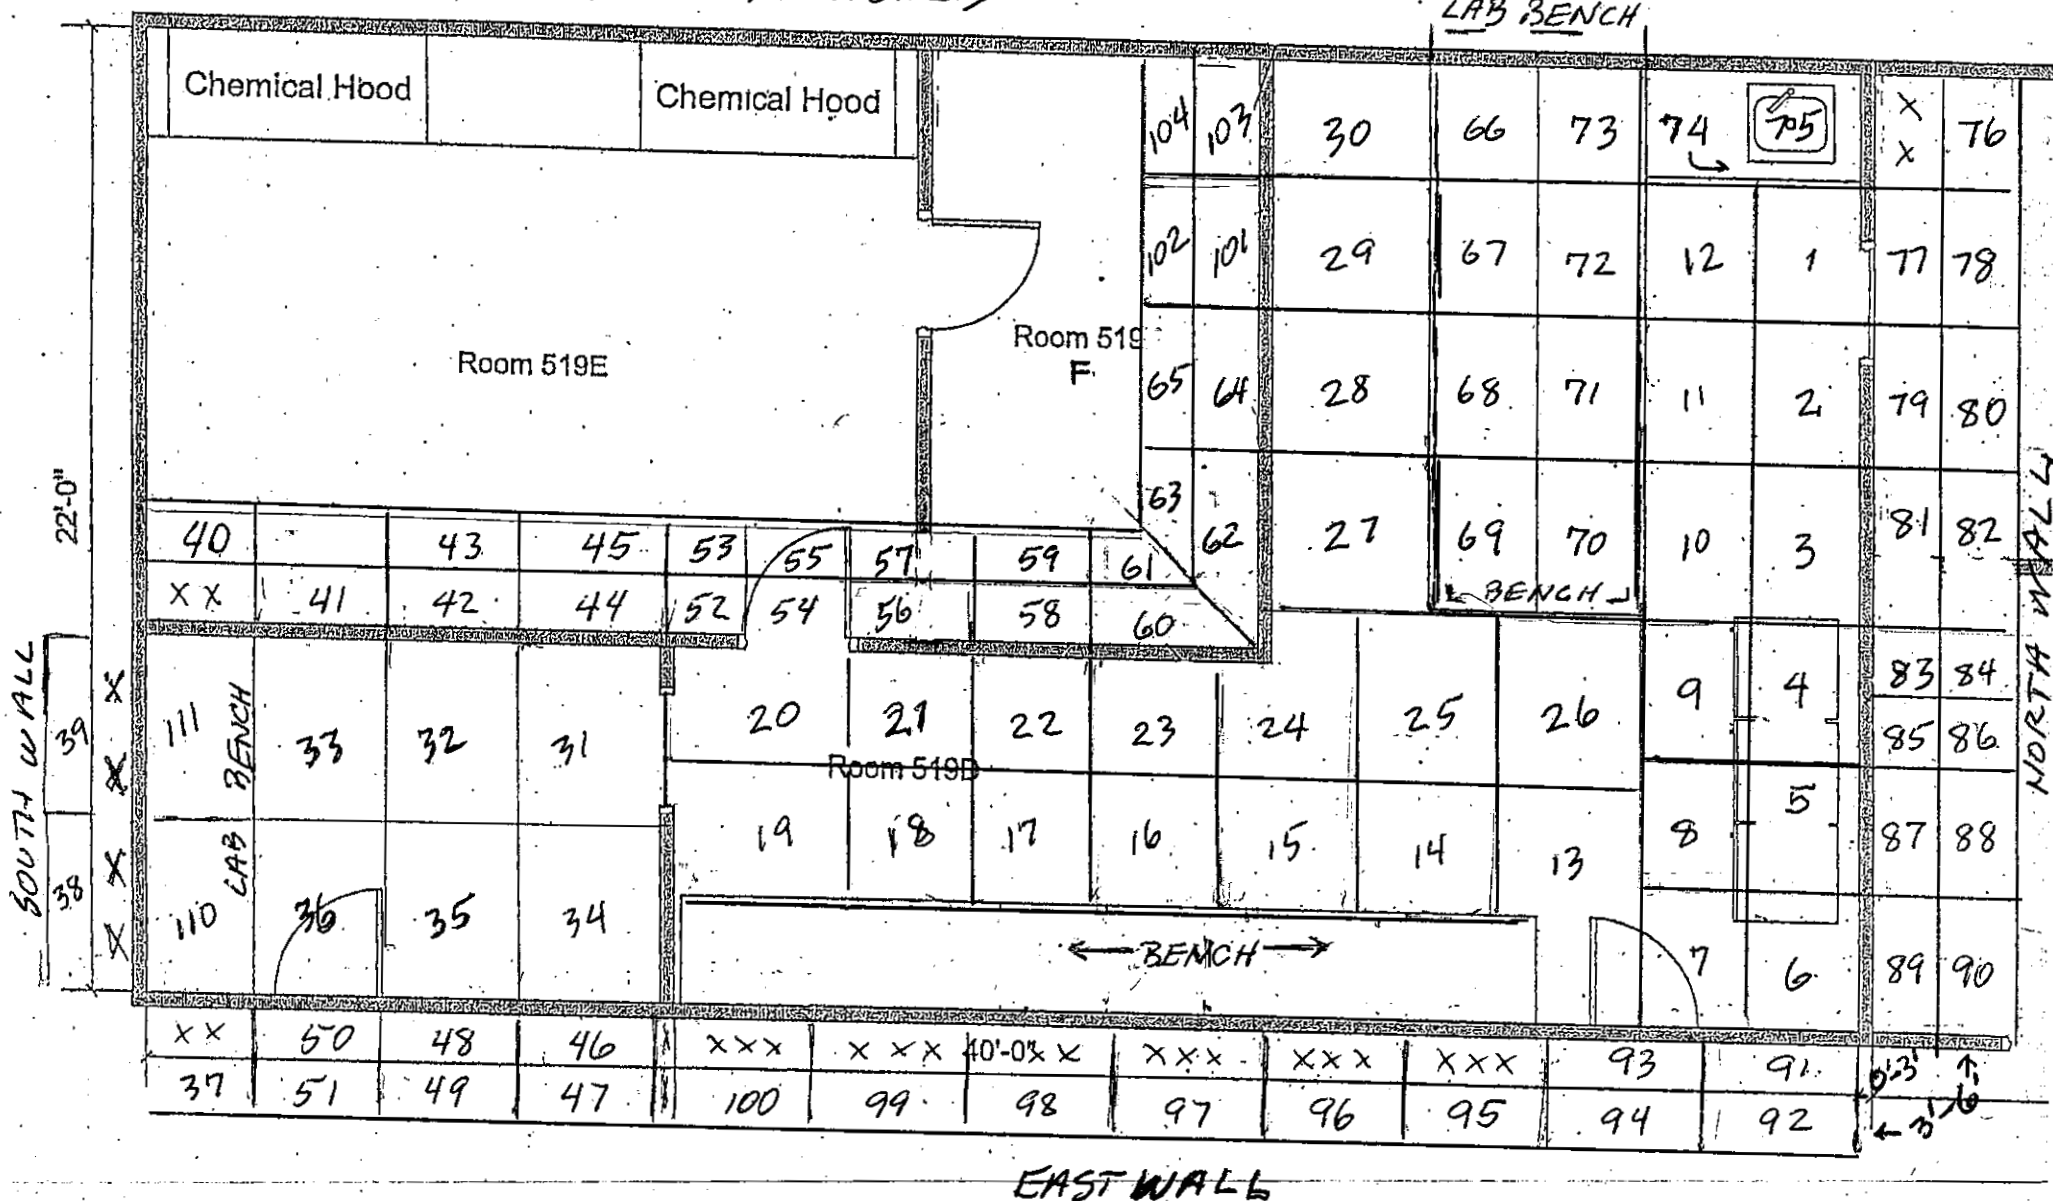 LAB BENCH
Chemical Hood
Chemical Hood
104 103 30 66 73 74 75 X 76
X
102 101 29 67 72 12 1 77 78
Room 519E
Room 519
F
65 64 28 68 71 11 2 79 80
22'-0"
63 62 27 69 70 10 3 81 82
40 43 45 53 55 57 59 61
XX 41 42 44 52 54 56 58 60
BENCH
NORTH WALL
SOUTH WALL
39 X X 111 33 32 31 20 21 22 23 24 25 26 9 4 83 84
LAB BENCH
Room 519D
5 85 86
38 X X 110 36 35 34 19 18 17 16 15 14 13 8 87 88
BENCH
7 6 89 90
XX 50 48 46 X XXX XXX 40'-0" X X XXX XXX XXX 93 91
37 51 49 47 100 99 98 97 96 95 94 92
EAST WALL